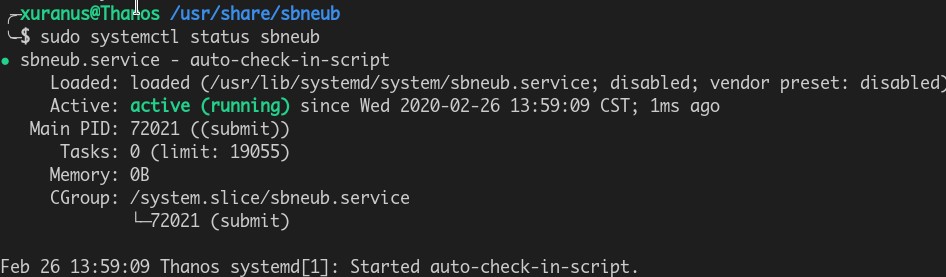 ╭─xuranus@Thanos /usr/share/sbneub
╰─$ sudo systemctl status sbneub
● sbneub.service - auto-check-in-script
Loaded: loaded (/usr/lib/systemd/system/sbneub.service; disabled; vendor preset: disabled)
Active: active (running) since Wed 2020-02-26 13:59:09 CST; 1ms ago
Main PID: 72021 ((submit))
Tasks: 0 (limit: 19055)
Memory: 0B
CGroup: /system.slice/sbneub.service
└─72021 (submit)
Feb 26 13:59:09 Thanos systemd[1]: Started auto-check-in-script.